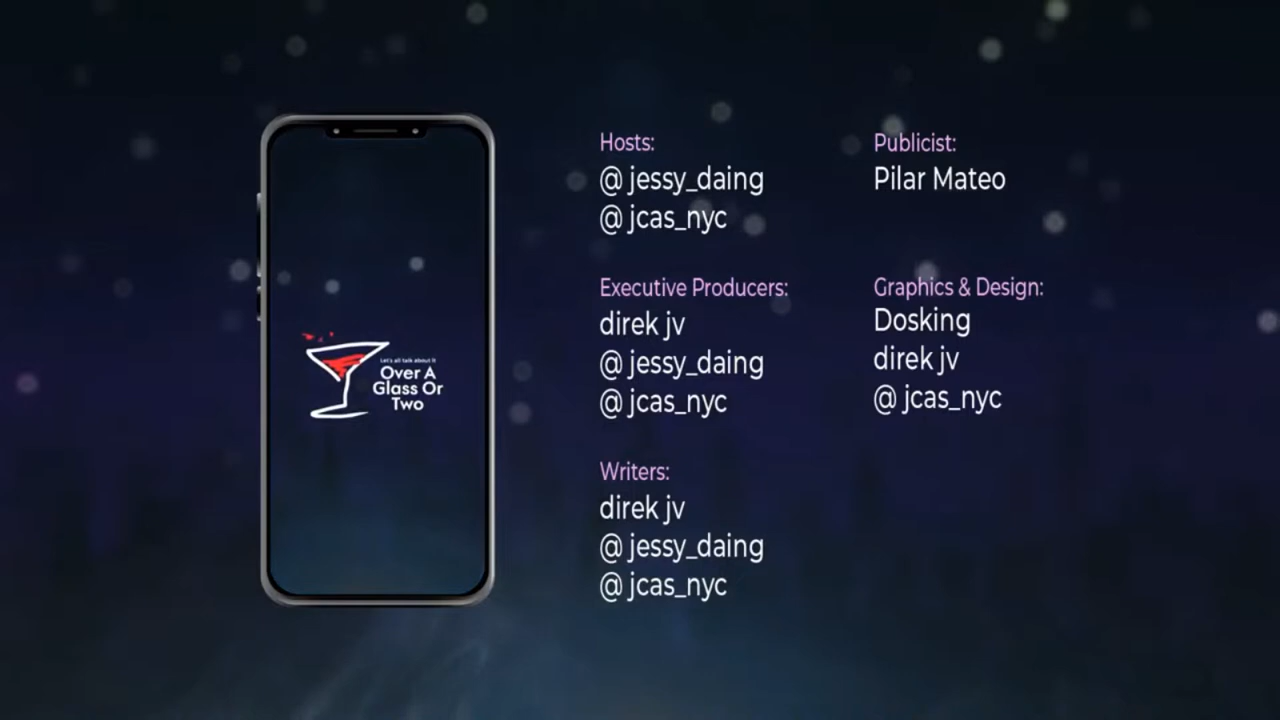 Let's all talk about it
Over A
Glass Or
Two
Hosts:
@ jessy_daing
@ jcas_nyc
Executive Producers:
direk jv
@ jessy_daing
@ jcas_nyc
Writers:
direk jv
@ jessy_daing
@ jcas_nyc
Publicist:
Pilar Mateo
Graphics & Design:
Dosking
direk jv
@ jcas_nyc